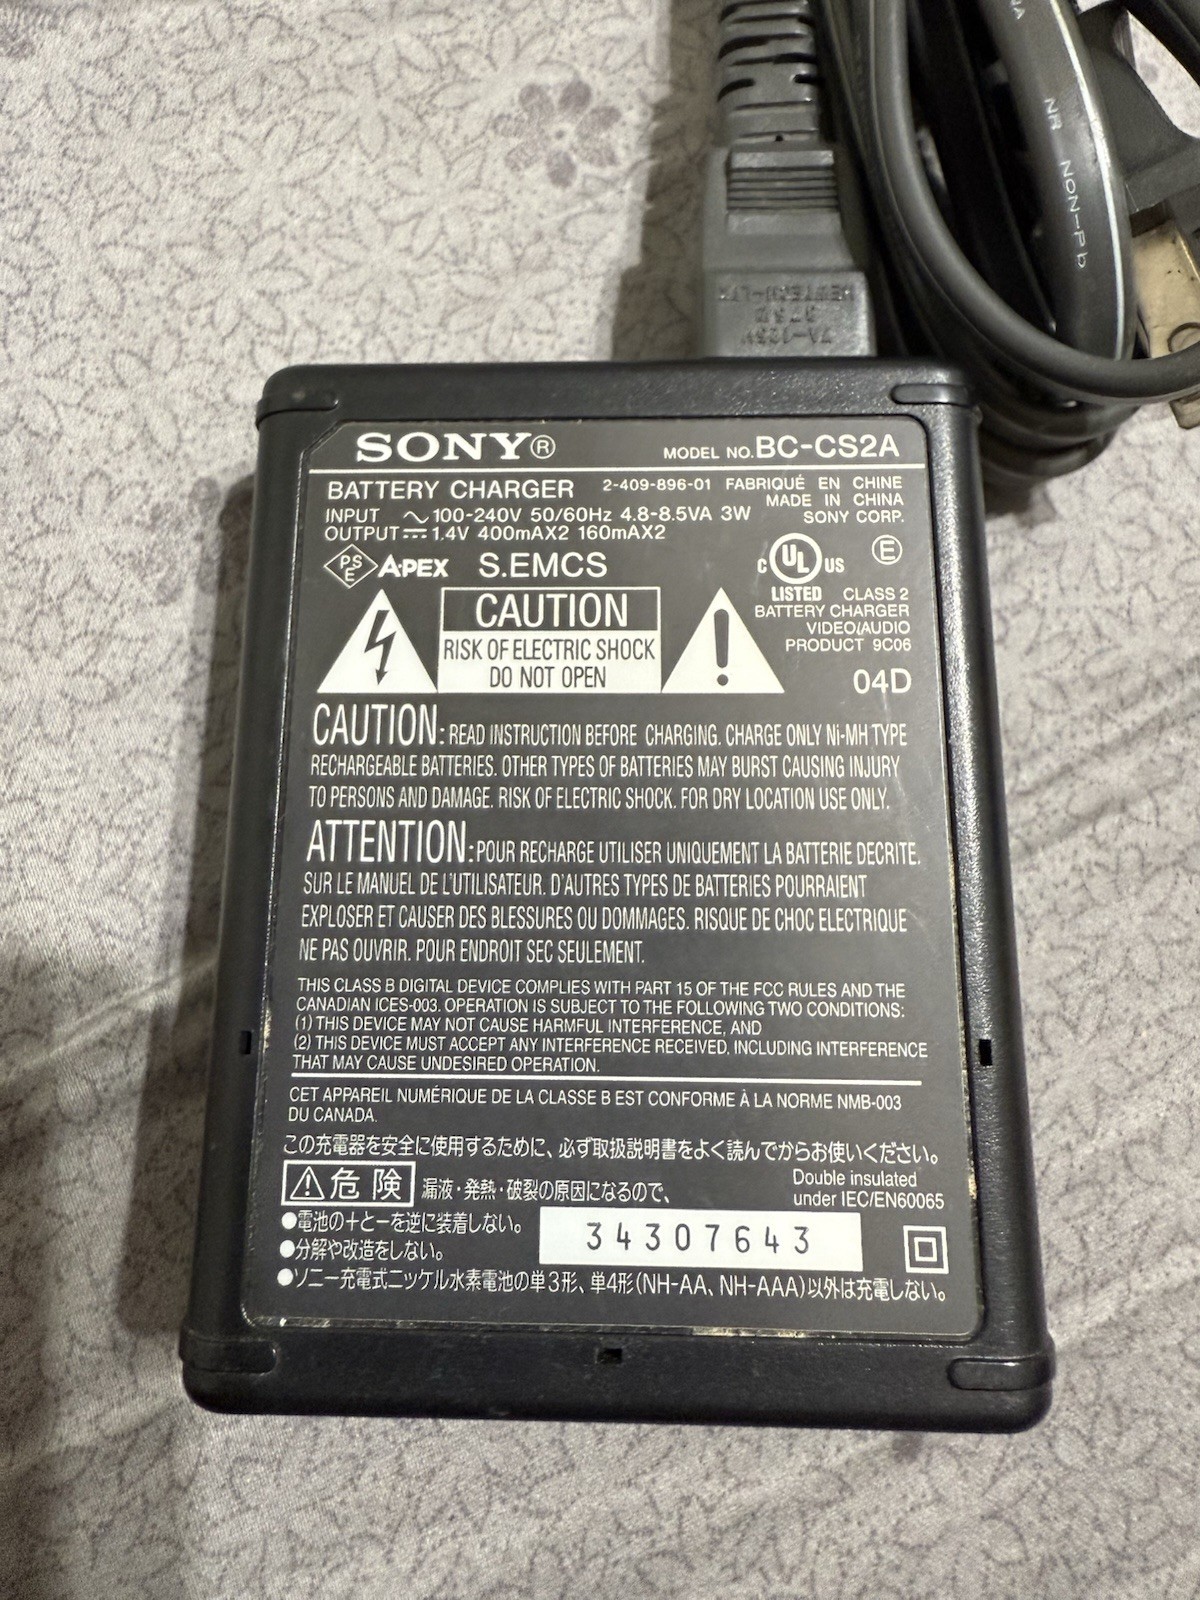 NR NON-Pb
SONY®
MODEL NO.BC-CS2A
BATTERY CHARGER 2-409-896-01 FABRIQUÉ EN CHINE
MADE IN CHINA
INPUT ~100-240V 50/60Hz 4.8-8.5VA 3W SONY CORP.
OUTPUT⎓1.4V 400mAX2 160mAX2
PSE APEX S.EMCS
C UL US E
LISTED CLASS 2
BATTERY CHARGER
VIDEO/AUDIO
PRODUCT 9C06
04D
CAUTION
RISK OF ELECTRIC SHOCK
DO NOT OPEN
CAUTION: READ INSTRUCTION BEFORE CHARGING. CHARGE ONLY Ni-MH TYPE
RECHARGEABLE BATTERIES. OTHER TYPES OF BATTERIES MAY BURST CAUSING INJURY
TO PERSONS AND DAMAGE. RISK OF ELECTRIC SHOCK. FOR DRY LOCATION USE ONLY.
ATTENTION: POUR RECHARGE UTILISER UNIQUEMENT LA BATTERIE DECRITE.
SUR LE MANUEL DE L'UTILISATEUR. D'AUTRES TYPES DE BATTERIES POURRAIENT
EXPLOSER ET CAUSER DES BLESSURES OU DOMMAGES. RISQUE DE CHOC ELECTRIQUE
NE PAS OUVRIR. POUR ENDROIT SEC SEULEMENT.
THIS CLASS B DIGITAL DEVICE COMPLIES WITH PART 15 OF THE FCC RULES AND THE
CANADIAN ICES-003. OPERATION IS SUBJECT TO THE FOLLOWING TWO CONDITIONS:
(1) THIS DEVICE MAY NOT CAUSE HARMFUL INTERFERENCE, AND
(2) THIS DEVICE MUST ACCEPT ANY INTERFERENCE RECEIVED, INCLUDING INTERFERENCE
THAT MAY CAUSE UNDESIRED OPERATION.
CET APPAREIL NUMÉRIQUE DE LA CLASSE B EST CONFORME À LA NORME NMB-003
DU CANADA.
この充電器を安全に使用するために、必ず取扱説明書をよく読んでからお使いください。
危険 漏液・発熱・破裂の原因になるので、
Double insulated
under IEC/EN60065
●電池の＋と－を逆に装着しない。
34307643
●分解や改造をしない。
●ソニー充電式ニッケル水素電池の単3形、単4形(NH-AA、NH-AAA)以外は充電しない。